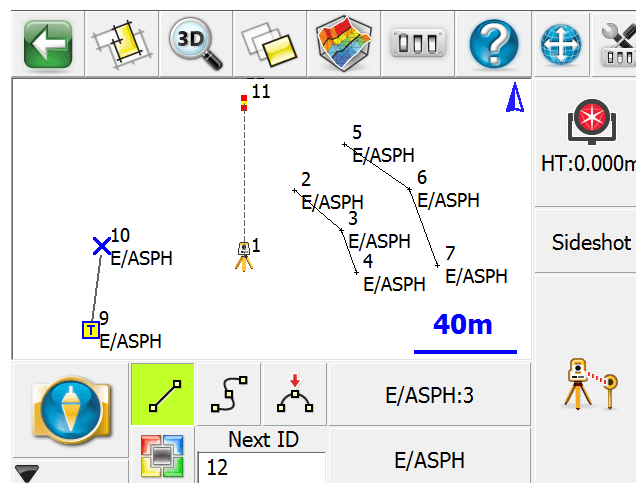 3D
?
11
5
E/ASPH
HT:0.000m
2
E/ASPH
6
E/ASPH
3
E/ASPH
10
E/ASPH
1
Sideshot
4
E/ASPH
7
E/ASPH
9
T
E/ASPH
40m
E/ASPH:3
Next ID
12
E/ASPH